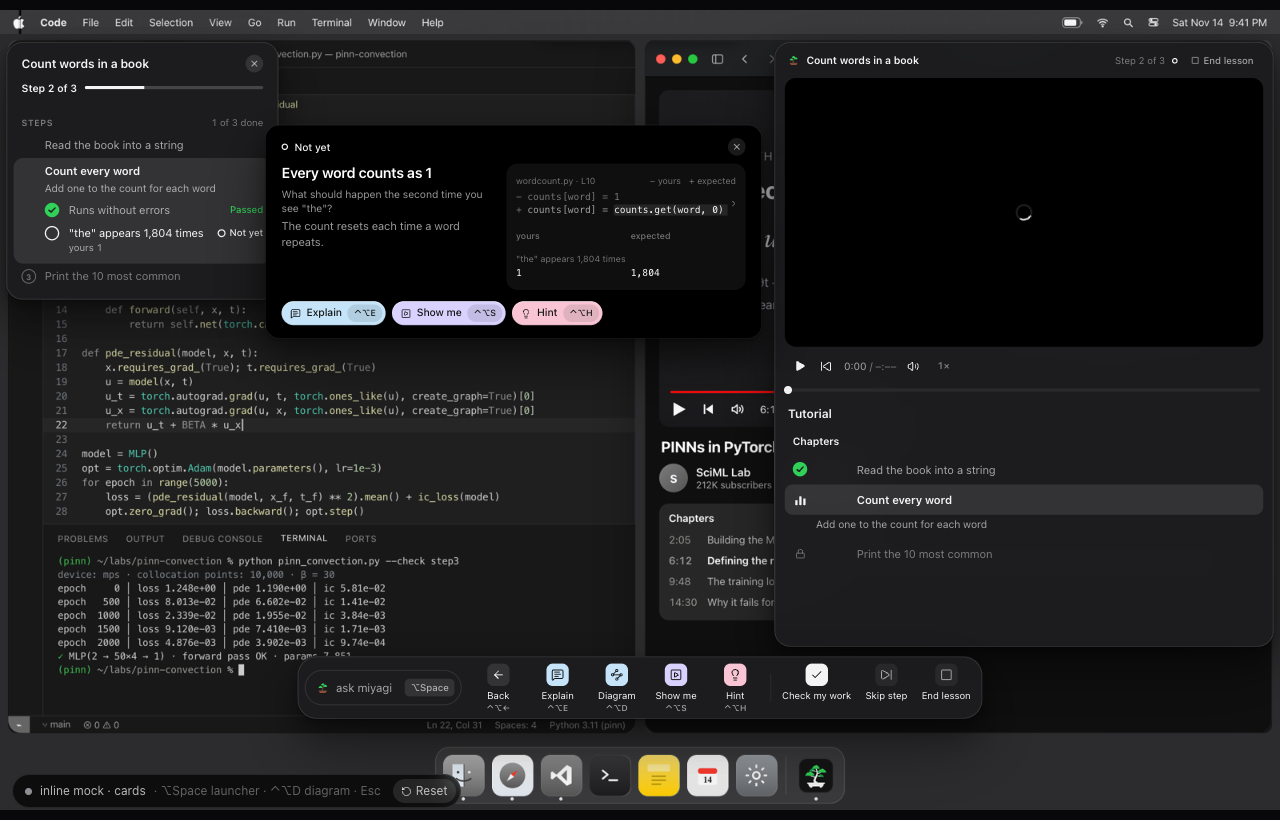 Code File Edit Selection View Go Run Terminal Window Help
Sat Nov 14 9:41 PM
Count words in a book
Step 2 of 3
STEPS 1 of 3 done
Read the book into a string
Count every word
Add one to the count for each word
Runs without errors Passed
"the" appears 1,804 times Not yet
yours 1
3 Print the 10 most common
vection.py — pinn-convection
Not yet
Every word counts as 1
What should happen the second time you
see "the"?
The count resets each time a word
repeats.
wordcount.py · L10 − yours + expected
− counts[word] = 1
+ counts[word] = counts.get(word, 0)
yours expected
"the" appears 1,804 times
1 1,804
Explain ^⌥E Show me ^⌥S Hint ^⌥H
14 def forward(self, x, t):
15 return self.net(torch.c
16
17 def pde_residual(model, x, t):
18 x.requires_grad_(True); t.requires_grad_(True)
19 u = model(x, t)
20 u_t = torch.autograd.grad(u, t, torch.ones_like(u), create_graph=True)[0]
21 u_x = torch.autograd.grad(u, x, torch.ones_like(u), create_graph=True)[0]
22 return u_t + BETA * u_x
23
24 model = MLP()
25 opt = torch.optim.Adam(model.parameters(), lr=1e-3)
26 for epoch in range(5000):
27 loss = (pde_residual(model, x_f, t_f) ** 2).mean() + ic_loss(model)
28 opt.zero_grad(); loss.backward(); opt.step()
PROBLEMS OUTPUT DEBUG CONSOLE TERMINAL PORTS
(pinn) ~/labs/pinn-convection % python pinn_convection.py --check step3
device: mps · collocation points: 10,000 · β = 30
epoch 0 │ loss 1.248e+00 │ pde 1.190e+00 │ ic 5.81e-02
epoch 500 │ loss 8.013e-02 │ pde 6.602e-02 │ ic 1.41e-02
epoch 1000 │ loss 2.339e-02 │ pde 1.955e-02 │ ic 3.84e-03
epoch 1500 │ loss 9.120e-03 │ pde 7.410e-03 │ ic 1.71e-03
epoch 2000 │ loss 4.876e-03 │ pde 3.902e-03 │ ic 9.74e-04
✓ MLP(2 → 50×4 → 1) · forward pass OK · params 7,851
(pinn) ~/labs/pinn-convection %
main 0 0 Ln 22, Col 31 Spaces: 4 Python 3.11 (pinn)
PINNs in PyTorc
S SciML Lab
212K subscribers
Chapters
2:05 Building the M
6:12 Defining the r
9:48 The training lo
14:30 Why it fails for
Count words in a book Step 2 of 3 End lesson
0:00 / –:–– 1×
Tutorial
Chapters
Read the book into a string
Count every word
Add one to the count for each word
Print the 10 most common
ask miyagi ⌥Space
Back Explain Diagram Show me Hint Check my work Skip step End lesson
^⌥← ^⌥E ^⌥D ^⌥S ^⌥H
14
inline mock · cards · ⌥Space launcher · ^⌥D diagram · Esc Reset